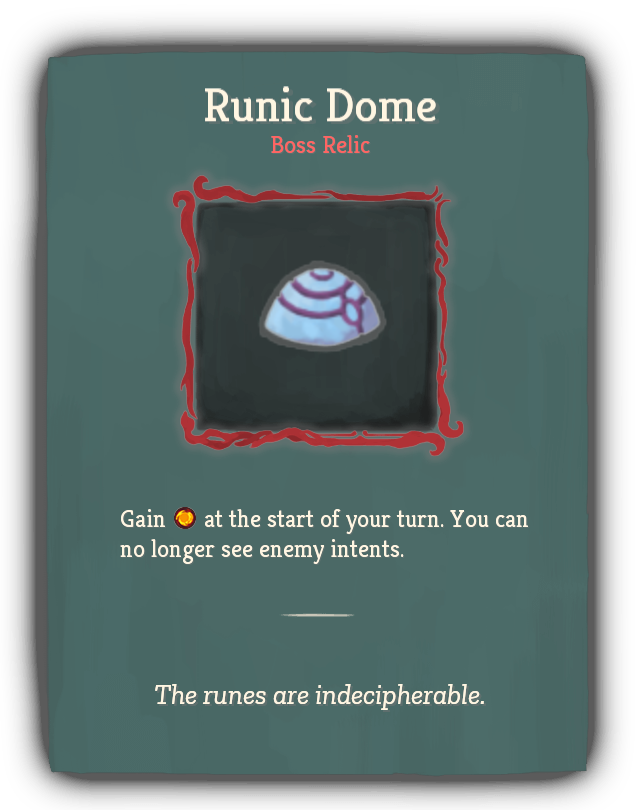 Runic Dome
Boss Relic
Gain at the start of your turn. You can
no longer see enemy intents.
The runes are indecipherable.